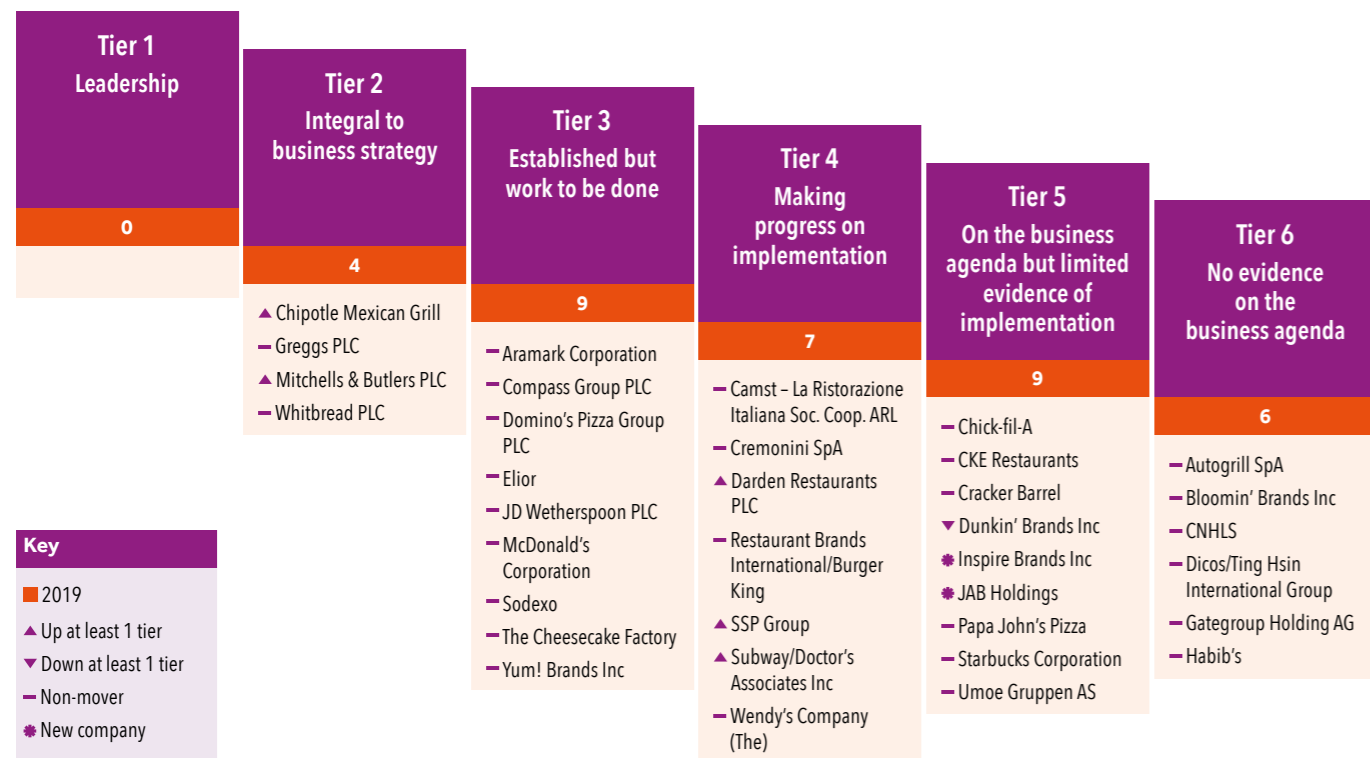 Tier 1
Leadership
0
Tier 2
Integral to
business strategy
4
Chipotle Mexican Grill
Greggs PLC
Mitchells & Butlers PLC
Whitbread PLC
Tier 3
Established but
work to be done
9
Aramark Corporation
Compass Group PLC
Domino's Pizza Group
PLC
Elior
JD Wetherspoon PLC
McDonald's
Corporation
Sodexo
The Cheesecake Factory
Yum! Brands Inc
Tier 4
Making
progress on
implementation
7
Camst – La Ristorazione
Italiana Soc. Coop. ARL
Cremonini SpA
Darden Restaurants
PLC
Restaurant Brands
International/Burger
King
SSP Group
Subway/Doctor's
Associates Inc
Wendy's Company
(The)
Tier 5
On the business
agenda but limited
evidence of
implementation
9
Chick-fil-A
CKE Restaurants
Cracker Barrel
Dunkin' Brands Inc
Inspire Brands Inc
JAB Holdings
Papa John's Pizza
Starbucks Corporation
Umoe Gruppen AS
Tier 6
No evidence
on the
business agenda
6
Autogrill SpA
Bloomin' Brands Inc
CNHLS
Dicos/Ting Hsin
International Group
Gategroup Holding AG
Habib's
Key
2019
Up at least 1 tier
Down at least 1 tier
Non-mover
New company